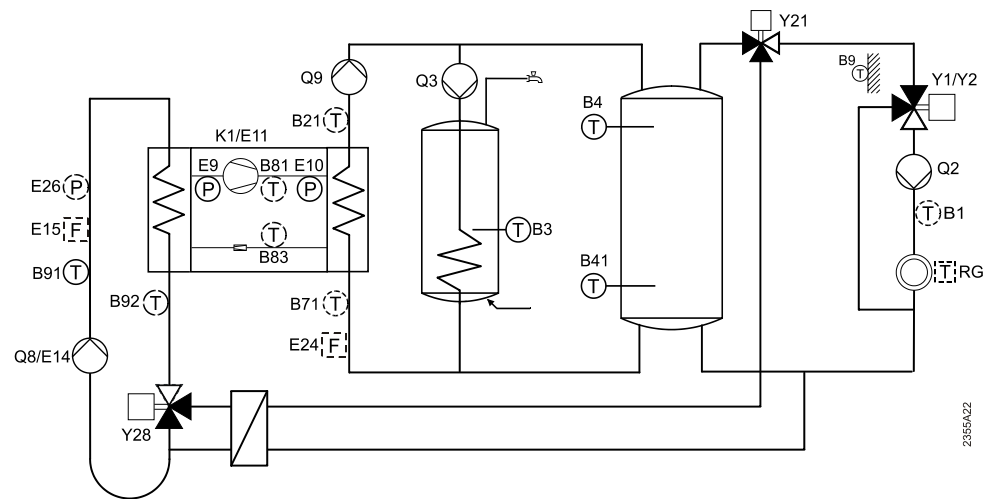 Y21
B9
T
Y1/Y2
Q9
Q3
B4
T
B21 T
K1/E11
E9 B81 E10
P T P
Q2
E26 P
T B1
E15 F
T
T B3
B83
B41
T
T RG
B91 T
B92 T
B71 T
E24 F
Q8/E14
Y28
2355A22